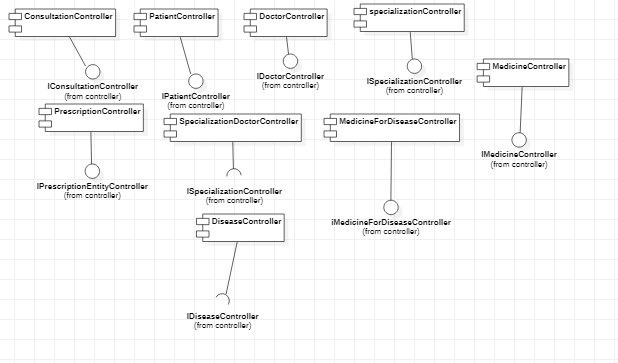 ConsultationController
PatientController
DoctorController
specializationController
IConsultationController
(from controller)
IPatientController
(from controller)
IDoctorController
(from controller)
ISpecializationController
(from controller)
MedicineController
PrescriptionController
SpecializationDoctorController
MedicineForDiseaseController
IMedicineController
(from controller)
IPrescriptionEntityController
(from controller)
ISpecializationController
(from controller)
DiseaseController
iMedicineForDiseaseController
(from controller)
IDiseaseController
(from controller)